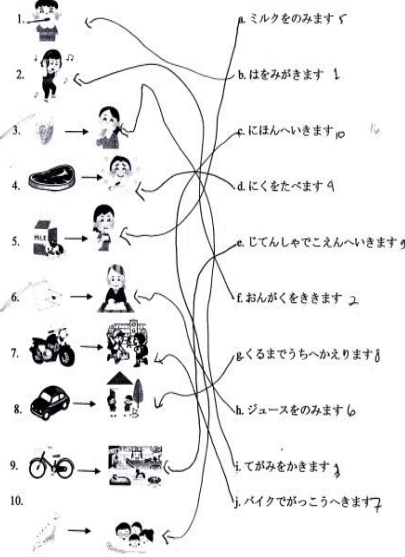 1.
a. ミルクをのみます 5
2.
b. はをみがきます 1
3.
c. にほんへいきます 10
4.
d. にくをたべます 4
5.
MILK
e. じてんしゃでこえんへいきます 9
6.
f. おんがくをききます 2
7.
g. くるまでうちへかえります 8
8.
h. ジュースをのみます 6
9.
i. てがみをかきます 3
10.
j. バイクでがっこうへきます 7